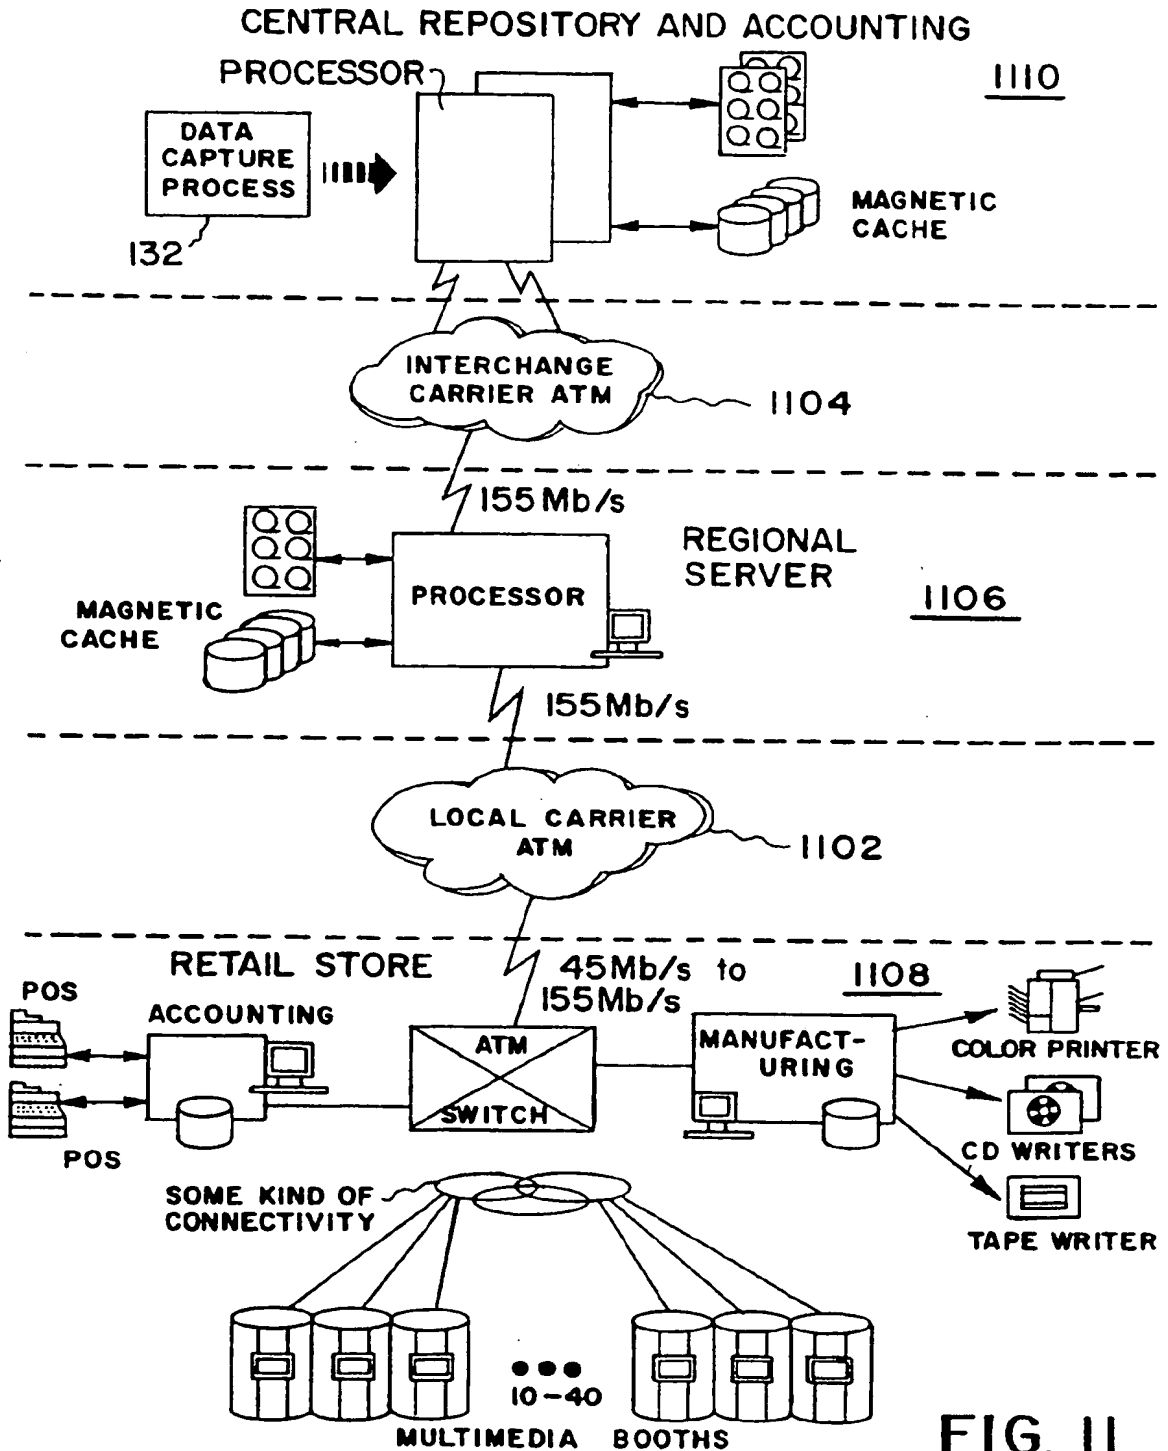 CENTRAL REPOSITORY AND ACCOUNTING
PROCESSOR
1110
DATA
CAPTURE
PROCESS
132
MAGNETIC
CACHE
INTERCHANGE
CARRIER ATM
1104
155Mb/s
REGIONAL
SERVER
1106
PROCESSOR
MAGNETIC
CACHE
155Mb/s
LOCAL CARRIER
ATM
1102
RETAIL STORE
45Mb/s to
155Mb/s
1108
POS
ACCOUNTING
POS
ATM
SWITCH
MANUFACT-
URING
COLOR PRINTER
CD WRITERS
TAPE WRITER
SOME KIND OF
CONNECTIVITY
10-40
MULTIMEDIA BOOTHS
FIG. 11